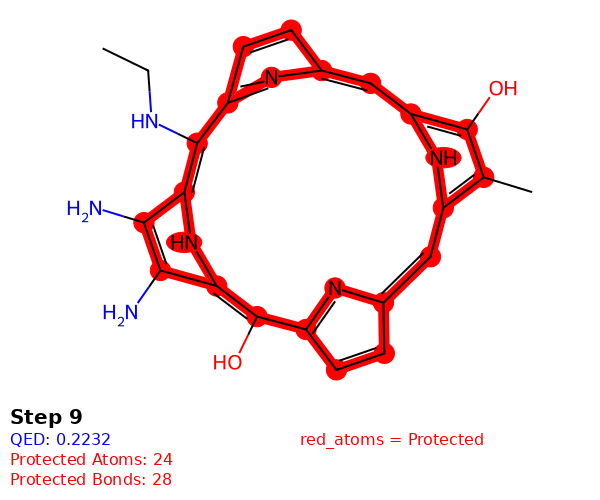 N
OH
HN
NH
H2N
HN
N
H2N
HO
Step 9
QED: 0.2232
Protected Atoms: 24
Protected Bonds: 28
red_atoms = Protected